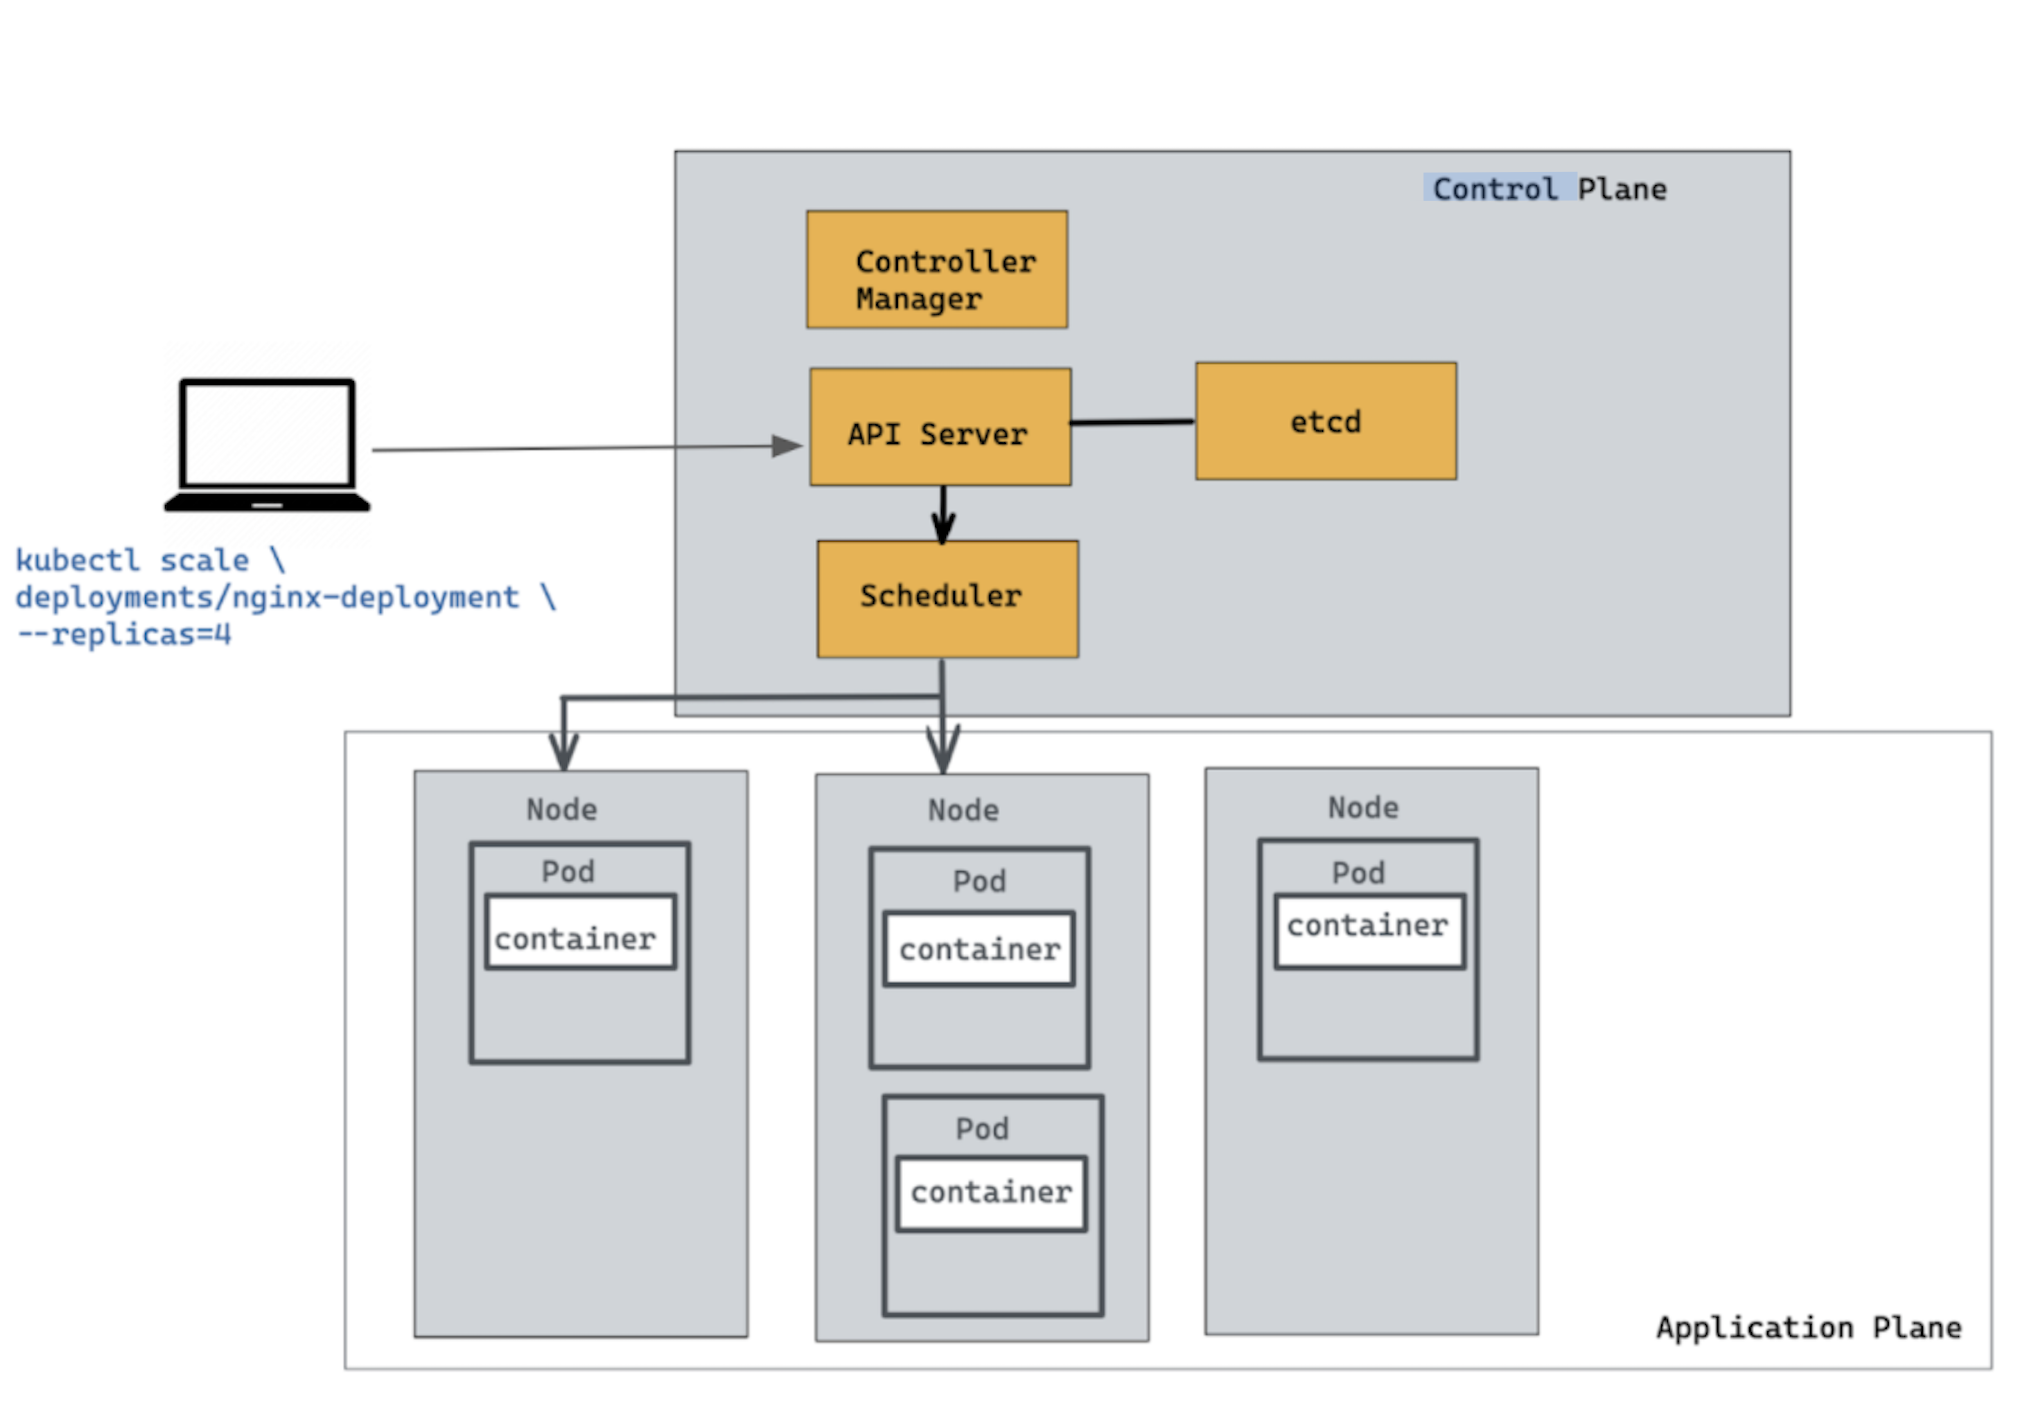 Control Plane
Controller
Manager
API Server
etcd
Scheduler
kubectl scale \
deployments/nginx-deployment \
--replicas=4
Node
Pod
container
Node
Pod
container
Pod
container
Node
Pod
container
Application Plane